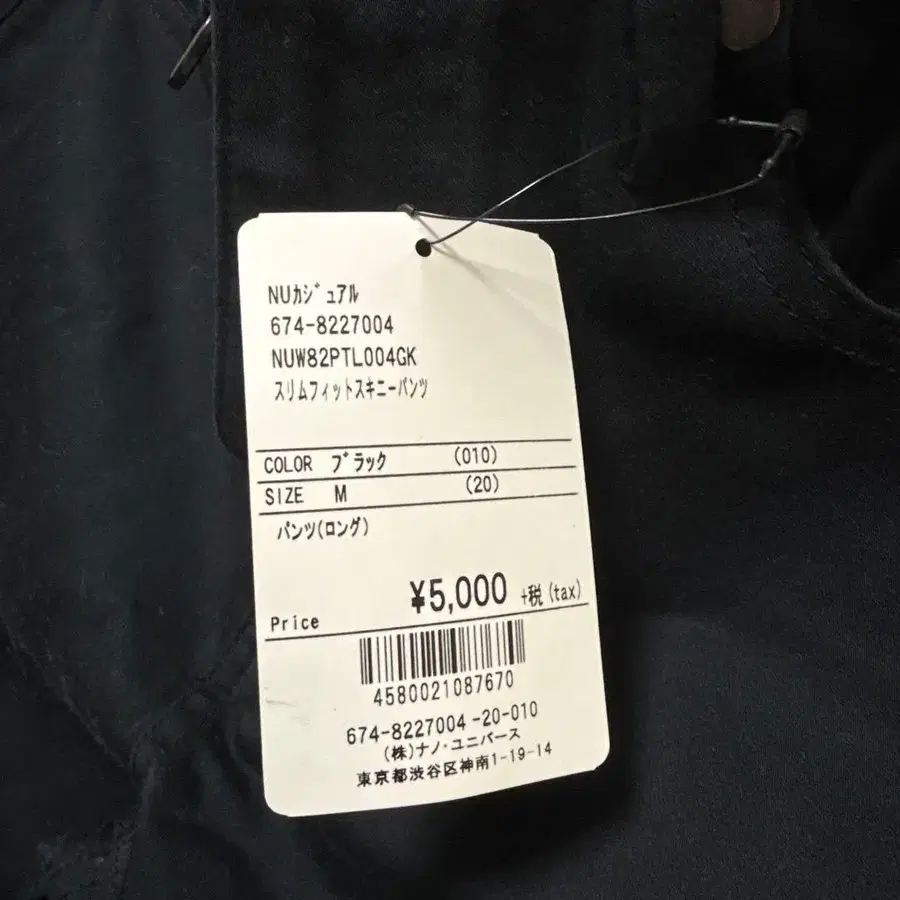 NUｶｼﾞｭｱﾙ
674-8227004
NUW82PTL004GK
スリムフィットスキニーパンツ
COLOR ブラック (010)
SIZE M (20)
パンツ(ロング)
Price ¥5,000 +税(tax)
4580021087670
674-8227004 -20-010
(株)ナノ・ユニバース
東京都渋谷区神南1-19-14